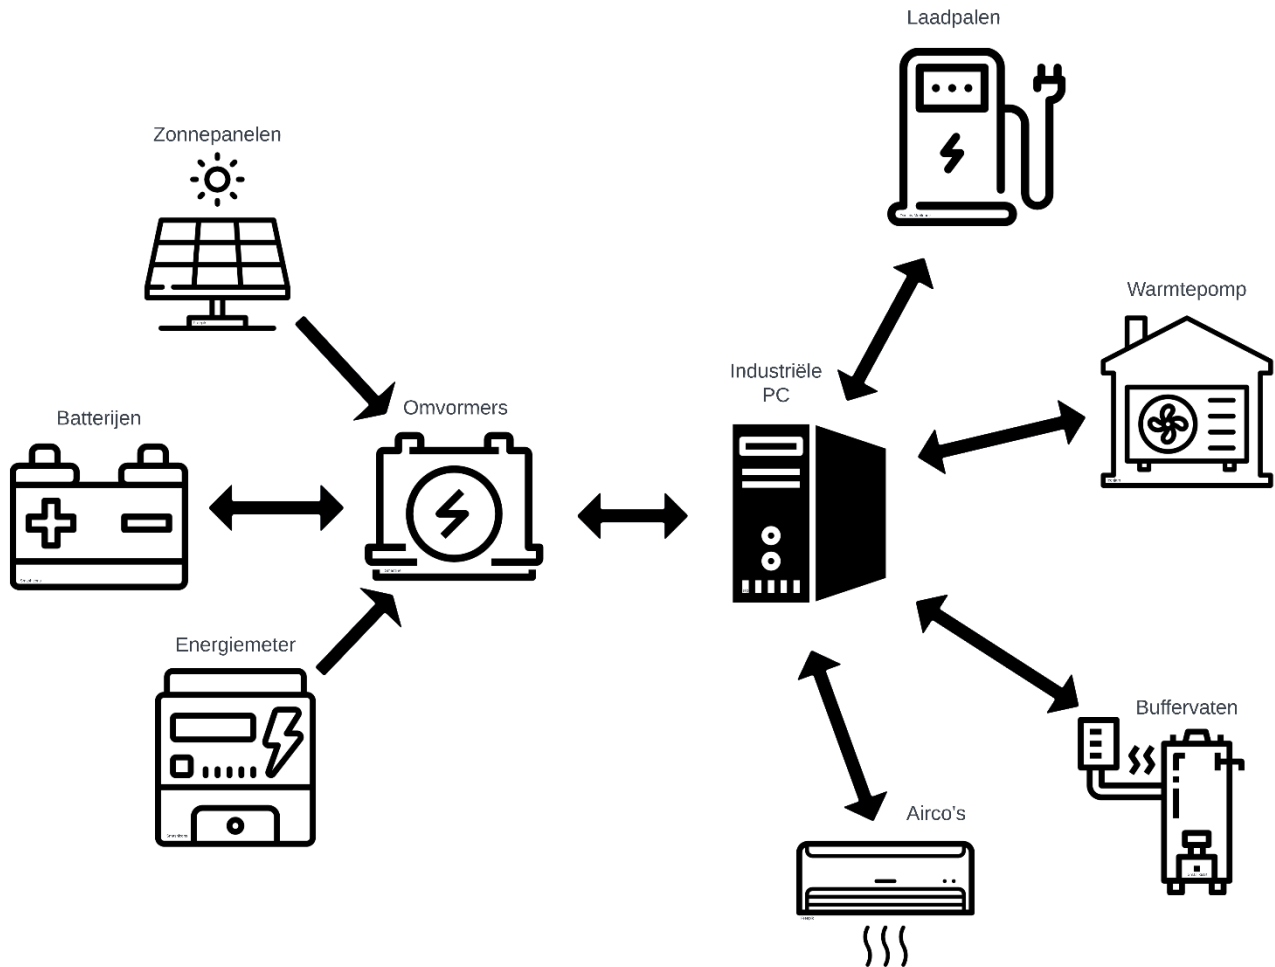 Laadpalen
Zonnepanelen
Warmtepomp
Industriële
PC
Omvormers
Batterijen
Energiemeter
Buffervaten
Airco's